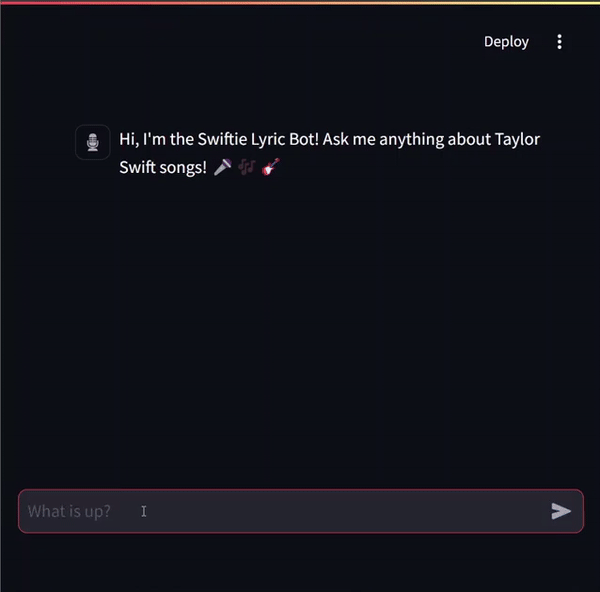 Deploy
Hi, I'm the Swiftie Lyric Bot! Ask me anything about Taylor
Swift songs! 🎤 🎶 🎸
What is up?